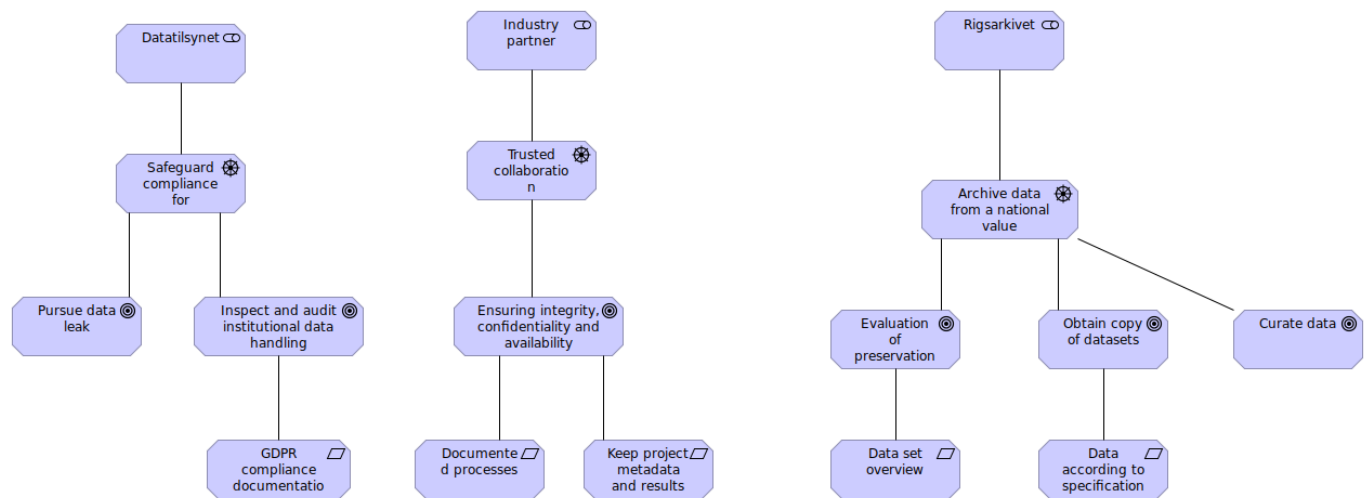 Datatilsynet
Industry
partner
Rigsarkivet
Safeguard
compliance
for
Trusted
collaboratio
n
Archive data
from a national
value
Pursue data
leak
Inspect and audit
institutional data
handling
Ensuring integrity,
confidentiality and
availability
Evaluation
of
preservation
Obtain copy
of datasets
Curate data
GDPR
compliance
documentatio
Documente
d processes
Keep project
metadata
and results
Data set
overview
Data
according to
specification